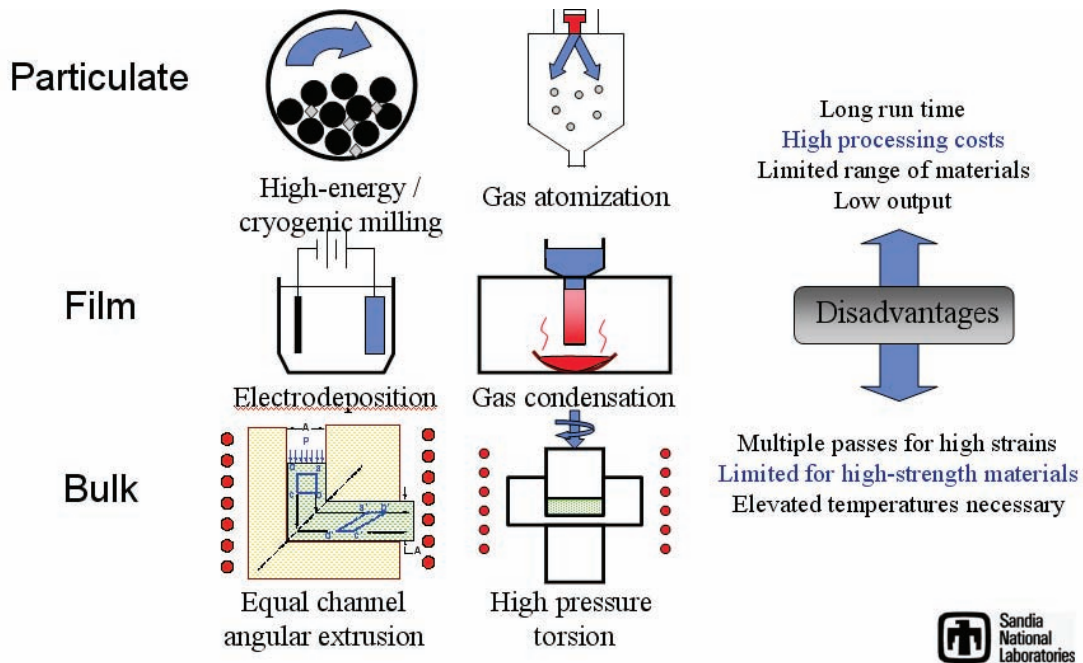 Particulate
High-energy /
cryogenic milling
Gas atomization
Film
Electrodeposition
Gas condensation
Bulk
A
P
a
c
b
a'
b'
c'
A
Equal channel
angular extrusion
High pressure
torsion
Long run time
High processing costs
Limited range of materials
Low output
Disadvantages
Multiple passes for high strains
Limited for high-strength materials
Elevated temperatures necessary
Sandia
National
Laboratories